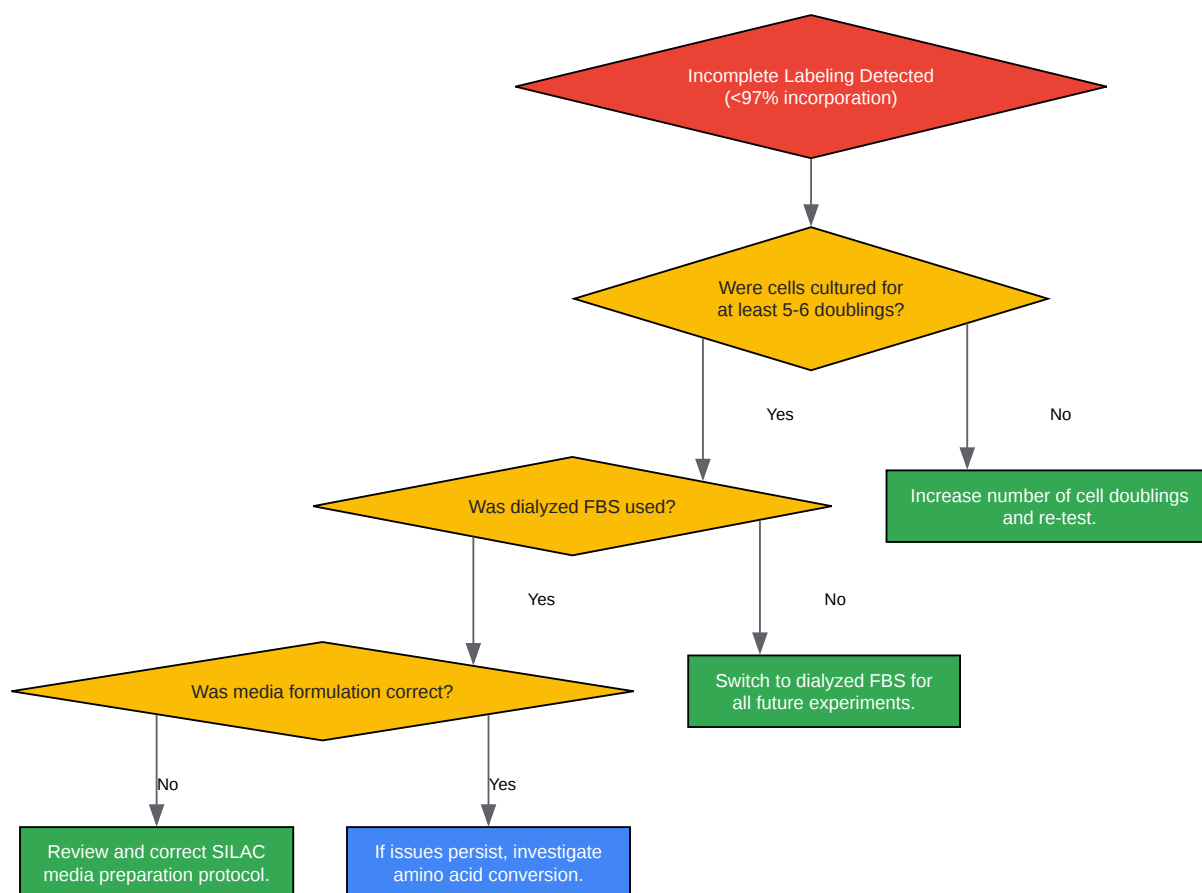 Incomplete Labeling Detected
(<97% incorporation)
Were cells cultured for
at least 5-6 doublings?
Yes
No
Increase number of cell doublings
and re-test.
Was dialyzed FBS used?
Yes
No
Switch to dialyzed FBS for
all future experiments.
Was media formulation correct?
No
Yes
Review and correct SILAC
media preparation protocol.
If issues persist, investigate
amino acid conversion.